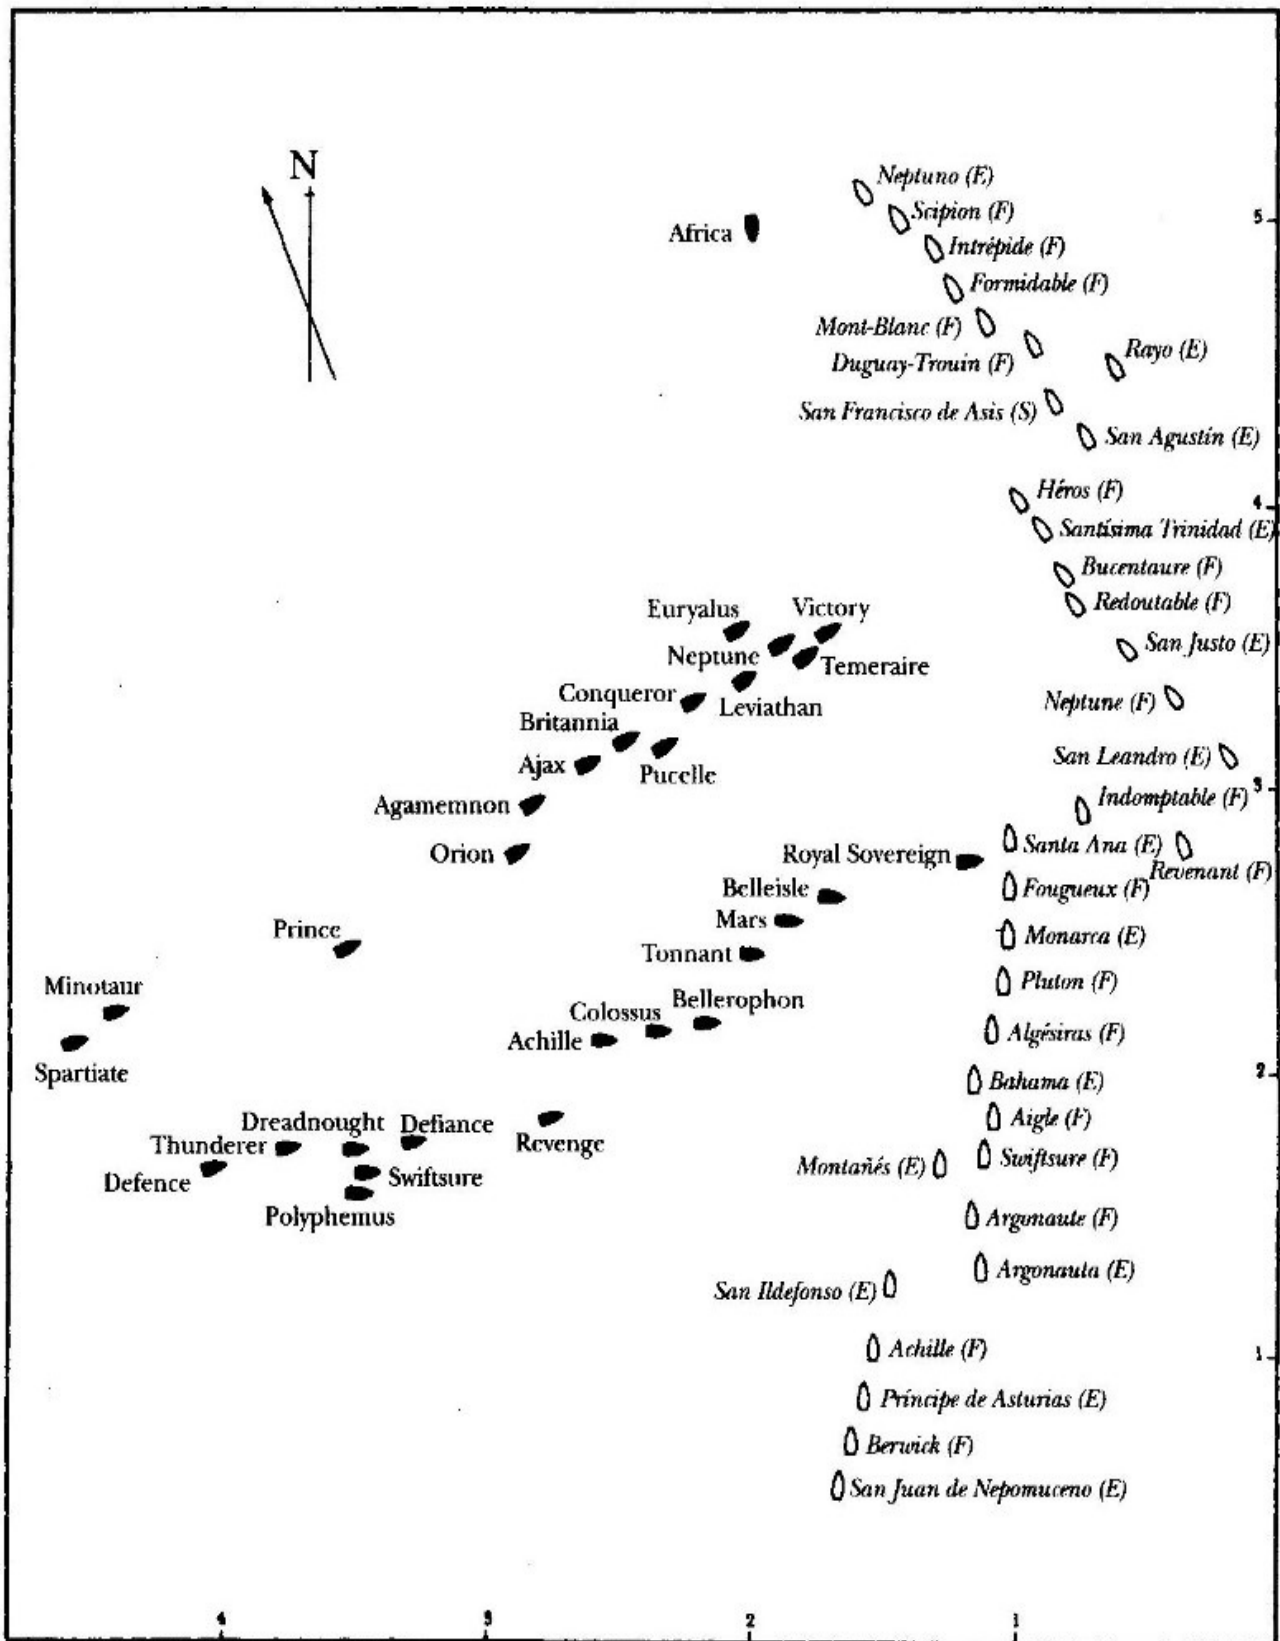 N
Neptuno (E)
Scipion (F)
5
Africa
Intrépide (F)
Formidable (F)
Mont-Blanc (F)
Duguay-Trouin (F)
Rayo (E)
San Francisco de Asis (S)
San Agustín (E)
Héros (F)
4
Santísima Trinidad (E)
Bucentaure (F)
Redoutable (F)
Euryalus
Victory
San Justo (E)
Neptune
Temeraire
Conqueror
Leviathan
Neptune (F)
Britannia
San Leandro (E)
Ajax
Pucelle
3
Agamemnon
Indomptable (F)
Orion
Royal Sovereign
Santa Ana (E)
Revenant (F)
Belleisle
Fougueux (F)
Mars
Prince
Monarca (E)
Tonnant
Minotaur
Pluton (F)
Bellerophon
Colossus
Achille
Algésiras (F)
Spartiate
2
Bahama (E)
Dreadnought
Defiance
Aigle (F)
Thunderer
Revenge
Swiftsure (F)
Montañés (E)
Defence
Swiftsure
Polyphemus
Argonaute (F)
Argonauta (E)
San Ildefonso (E)
Achille (F)
1
Príncipe de Asturias (E)
Berwick (F)
San Juan de Nepomuceno (E)
4
3
2
1